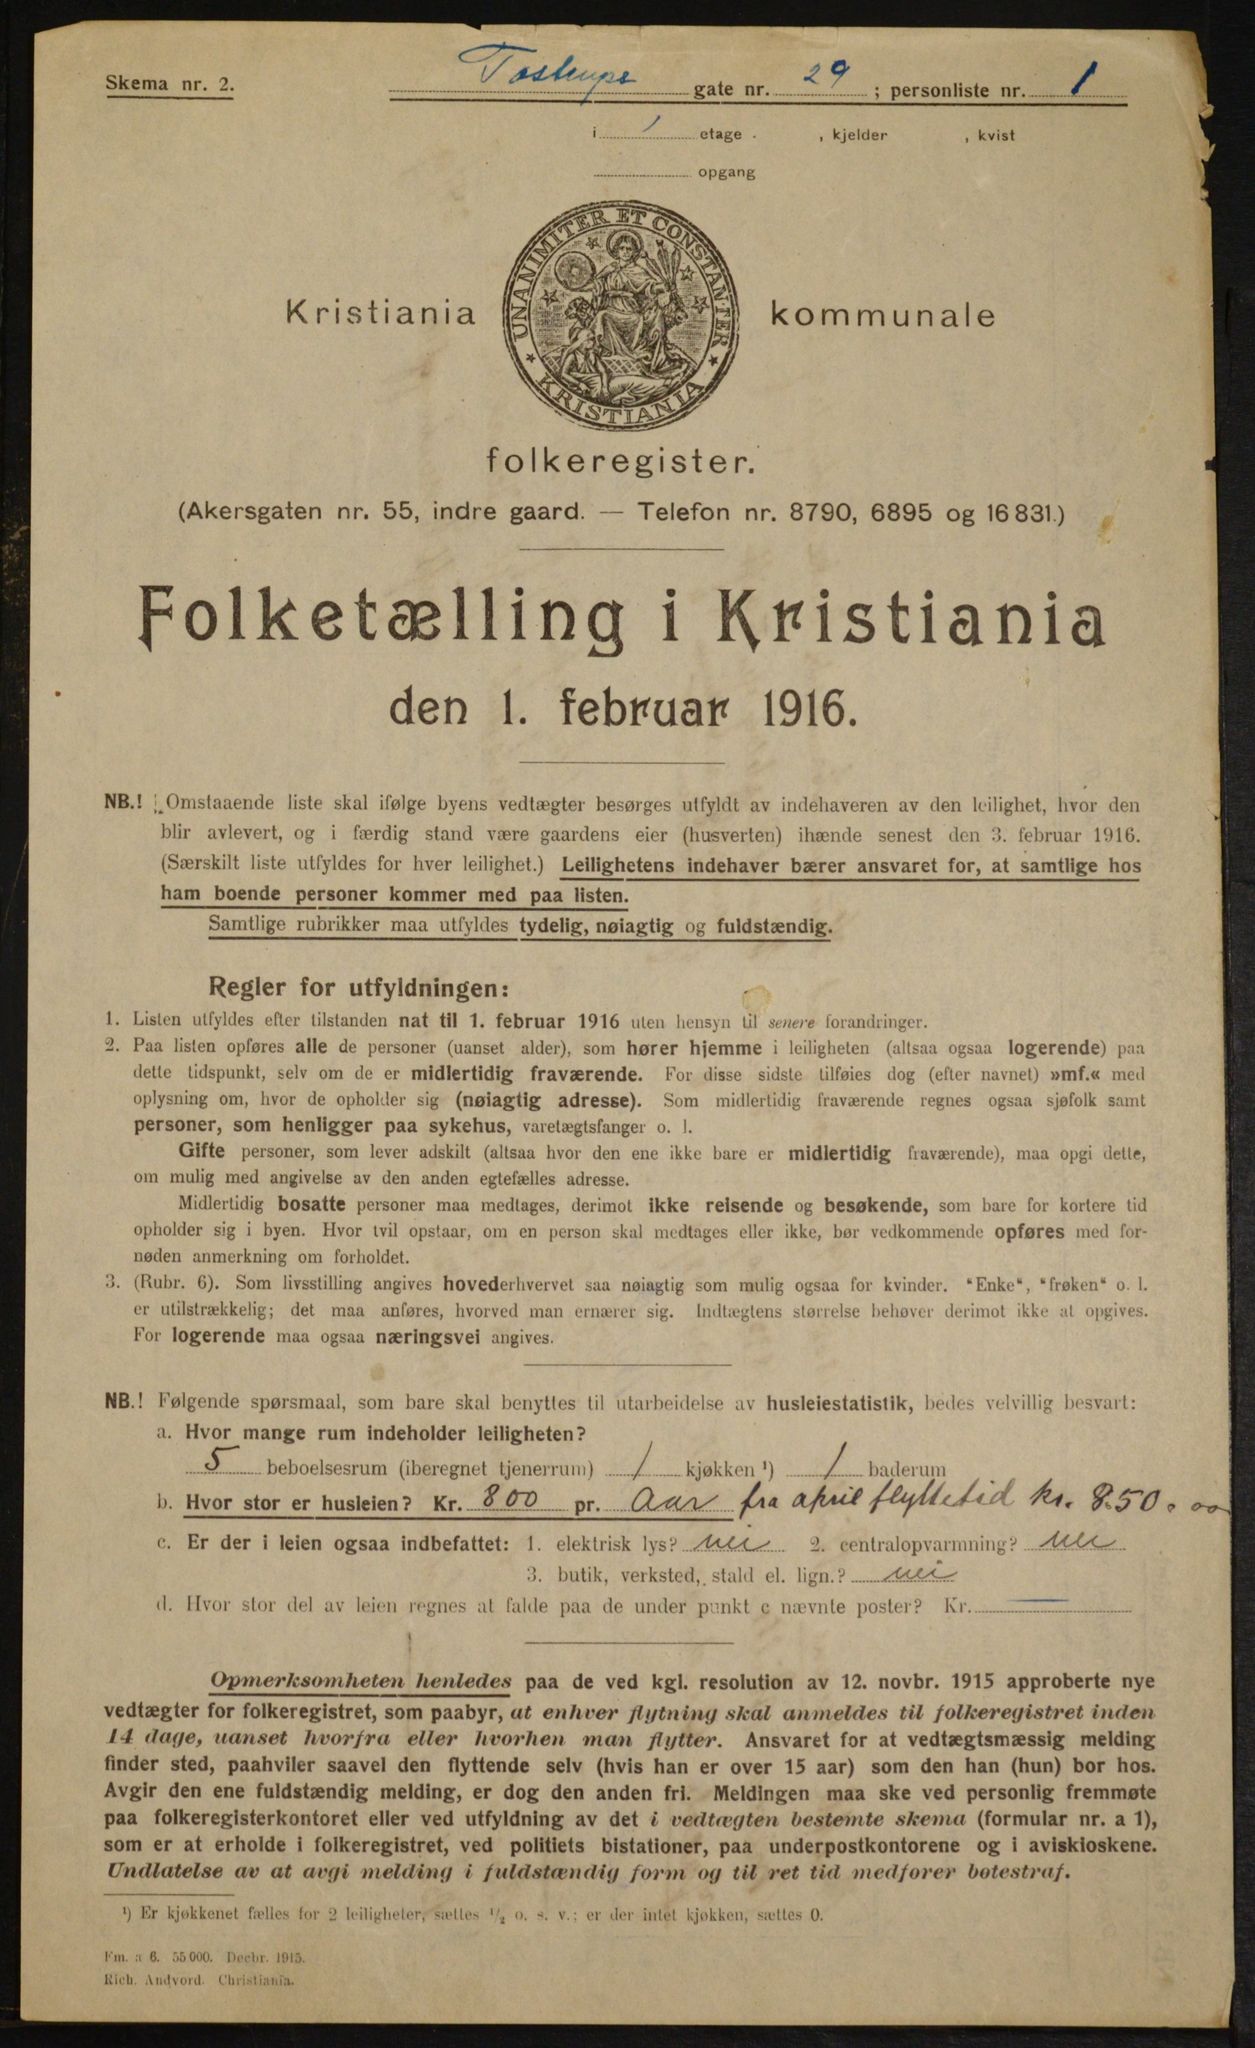 Skema nr. 2.
Tostrups gate nr. 29 ; personliste nr. 1
i 1 etage . , kjelder , kvist
opgang
UNANIMITER ET CONSTANTER
KRISTIANIA
Kristiania kommunale
folkeregister.
(Akersgaten nr. 55, indre gaard. — Telefon nr. 8790, 6895 og 16 831.)
Folketælling i Kristiania
den 1. februar 1916.
NB.! Omstaaende liste skal ifølge byens vedtægter besørges utfyldt av indehaveren av den leilighet, hvor den
blir avlevert, og i færdig stand være gaardens eier (husverten) ihænde senest den 3. februar 1916.
(Særskilt liste utfyldes for hver leilighet.) Leilighetens indehaver bærer ansvaret for, at samtlige hos
ham boende personer kommer med paa listen.
Samtlige rubrikker maa utfyldes tydelig, nøiagtig og fuldstændig.
Regler for utfyldningen:
1. Listen utfyldes efter tilstanden nat til 1. februar 1916 uten hensyn til senere forandringer.
2. Paa listen opføres alle de personer (uanset alder), som hører hjemme i leiligheten (altsaa ogsaa logerende) paa
dette tidspunkt, selv om de er midlertidig fraværende. For disse sidste tilføies dog (efter navnet) »mf.« med
oplysning om, hvor de opholder sig (nøiagtig adresse). Som midlertidig fraværende regnes ogsaa sjøfolk samt
personer, som henligger paa sykehus, varetægtsfanger o. l.
Gifte personer, som lever adskilt (altsaa hvor den ene ikke bare er midlertidig fraværende), maa opgi dette,
om mulig med angivelse av den anden egtefælles adresse.
Midlertidig bosatte personer maa medtages, derimot ikke reisende og besøkende, som bare for kortere tid
opholder sig i byen. Hvor tvil opstaar, om en person skal medtages eller ikke, bør vedkommende opføres med for-
nøden anmerkning om forholdet.
3. (Rubr. 6). Som livsstilling angives hovederhvervet saa nøiagtig som mulig ogsaa for kvinder. "Enke", "frøken" o. l.
er utilstrækkelig; det maa anføres, hvorved man ernærer sig. Indtægtens størrelse behøver derimot ikke at opgives.
For logerende maa ogsaa næringsvei angives.
NB.! Følgende spørsmaal, som bare skal benyttes til utarbeidelse av husleiestatistik, bedes velvillig besvart:
a. Hvor mange rum indeholder leiligheten?
5 beboelsesrum (iberegnet tjenerrum) 1 kjøkken ¹) 1 baderum
b. Hvor stor er husleien? Kr. 800 pr. Aar fra april flyttetid kr. 850.00
c. Er der i leien ogsaa indbefattet: 1. elektrisk lys? nei 2. centralopvarmning? nei
3. butik, verksted, stald el. lign.? nei
d. Hvor stor del av leien regnes at falde paa de under punkt c nævnte poster? Kr. —
Opmerksomheten henledes paa de ved kgl. resolution av 12. novbr. 1915 approberte nye
vedtægter for folkeregistret, som paabyr, at enhver flytning skal anmeldes til folkeregistret inden
14 dage, uanset hvorfra eller hvorhen man flytter. Ansvaret for at vedtægtsmæssig melding
finder sted, paahviler saavel den flyttende selv (hvis han er over 15 aar) som den han (hun) bor hos.
Avgir den ene fuldstændig melding, er dog den anden fri. Meldingen maa ske ved personlig fremmøte
paa folkeregisterkontoret eller ved utfyldning av det i vedtægten bestemte skema (formular nr. a 1),
som er at erholde i folkeregistret, ved politiets bistationer, paa underpostkontorene og i aviskioskene.
Undlatelse av at avgi melding i fuldstændig form og til ret tid medfører bøtestraf.
¹) Er kjøkkenet fælles for 2 leiligheter, sættes ½ o. s. v.; er der intet kjøkken, sættes 0.
Fm. a 6. 55 000. Decbr. 1915.
Rich. Andvord. Christiania.